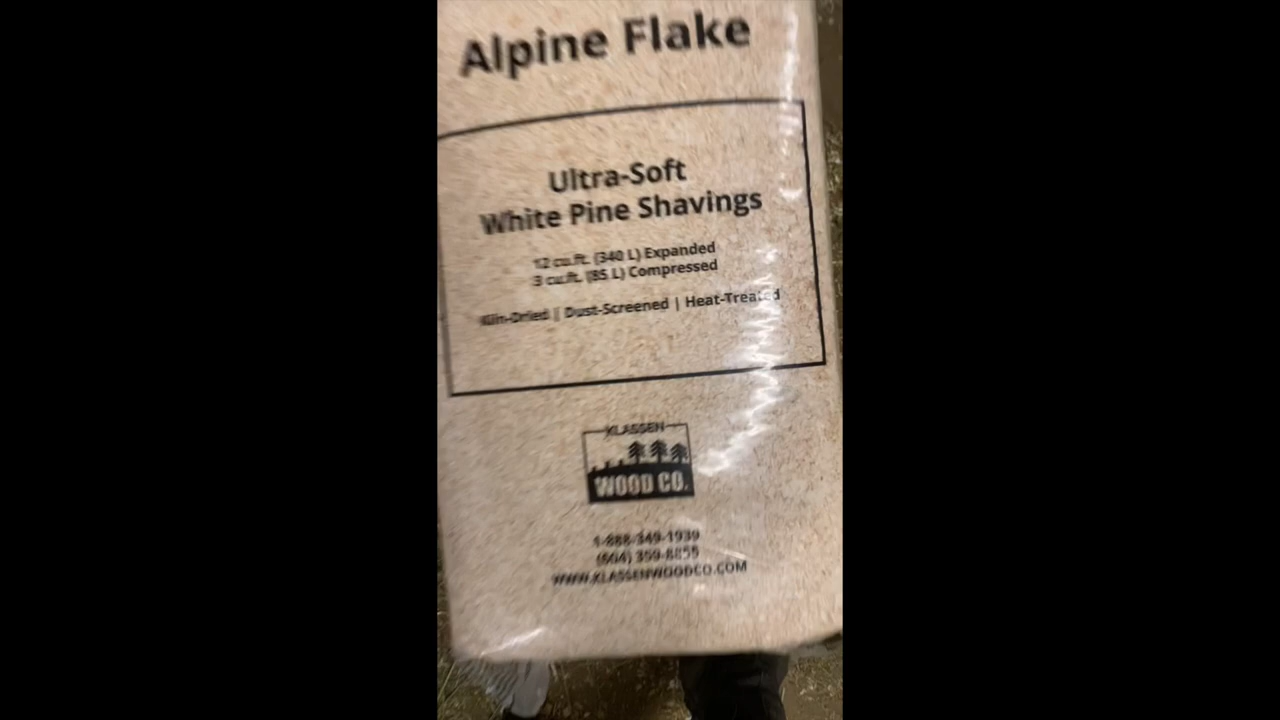 Alpine Flake
Ultra-Soft
White Pine Shavings
12 cu.ft. (340 L) Expanded
3 cu.ft. (85 L) Compressed
Kiln-Dried | Dust-Screened | Heat-Treated
KLASSEN
WOOD CO.
1-888-349-1939
(604) 359-8855
WWW.KLASSENWOODCO.COM